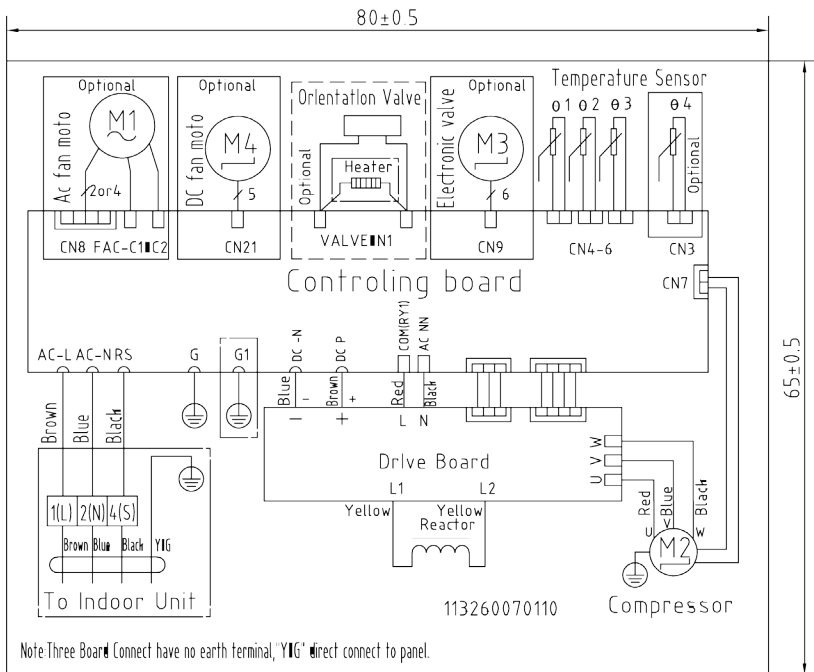 80±0.5
65±0.5
Optional
M1
Ac fan moto
2or4
Optional
M4
DC fan moto
5
Orientation Valve
Optional
Heater
Optional
M3
Electronic valve
6
Temperature Sensor
θ1 θ2 θ3
θ4
Optional
CN8 FAC-C1 C2
CN21
VALVE N1
CN9
CN4-6
CN3
CN7
Controling board
AC-L AC-N RS
G
G1
DC -N
DC P
COM(RY1)
AC NN
Brown
Blue
Black
Blue
-
Brown
+
Red
Black
— + L N
Drive Board
W
V
U
L1 L2
Yellow Yellow
Reactor
Red
Blue
Black
U
V
W
M2
Compressor
1(L) 2(N) 4(S)
Brown Blue Black
To Indoor Unit
113260070110
Note:Three Board Connect have no earth terminal, direct connect to panel.